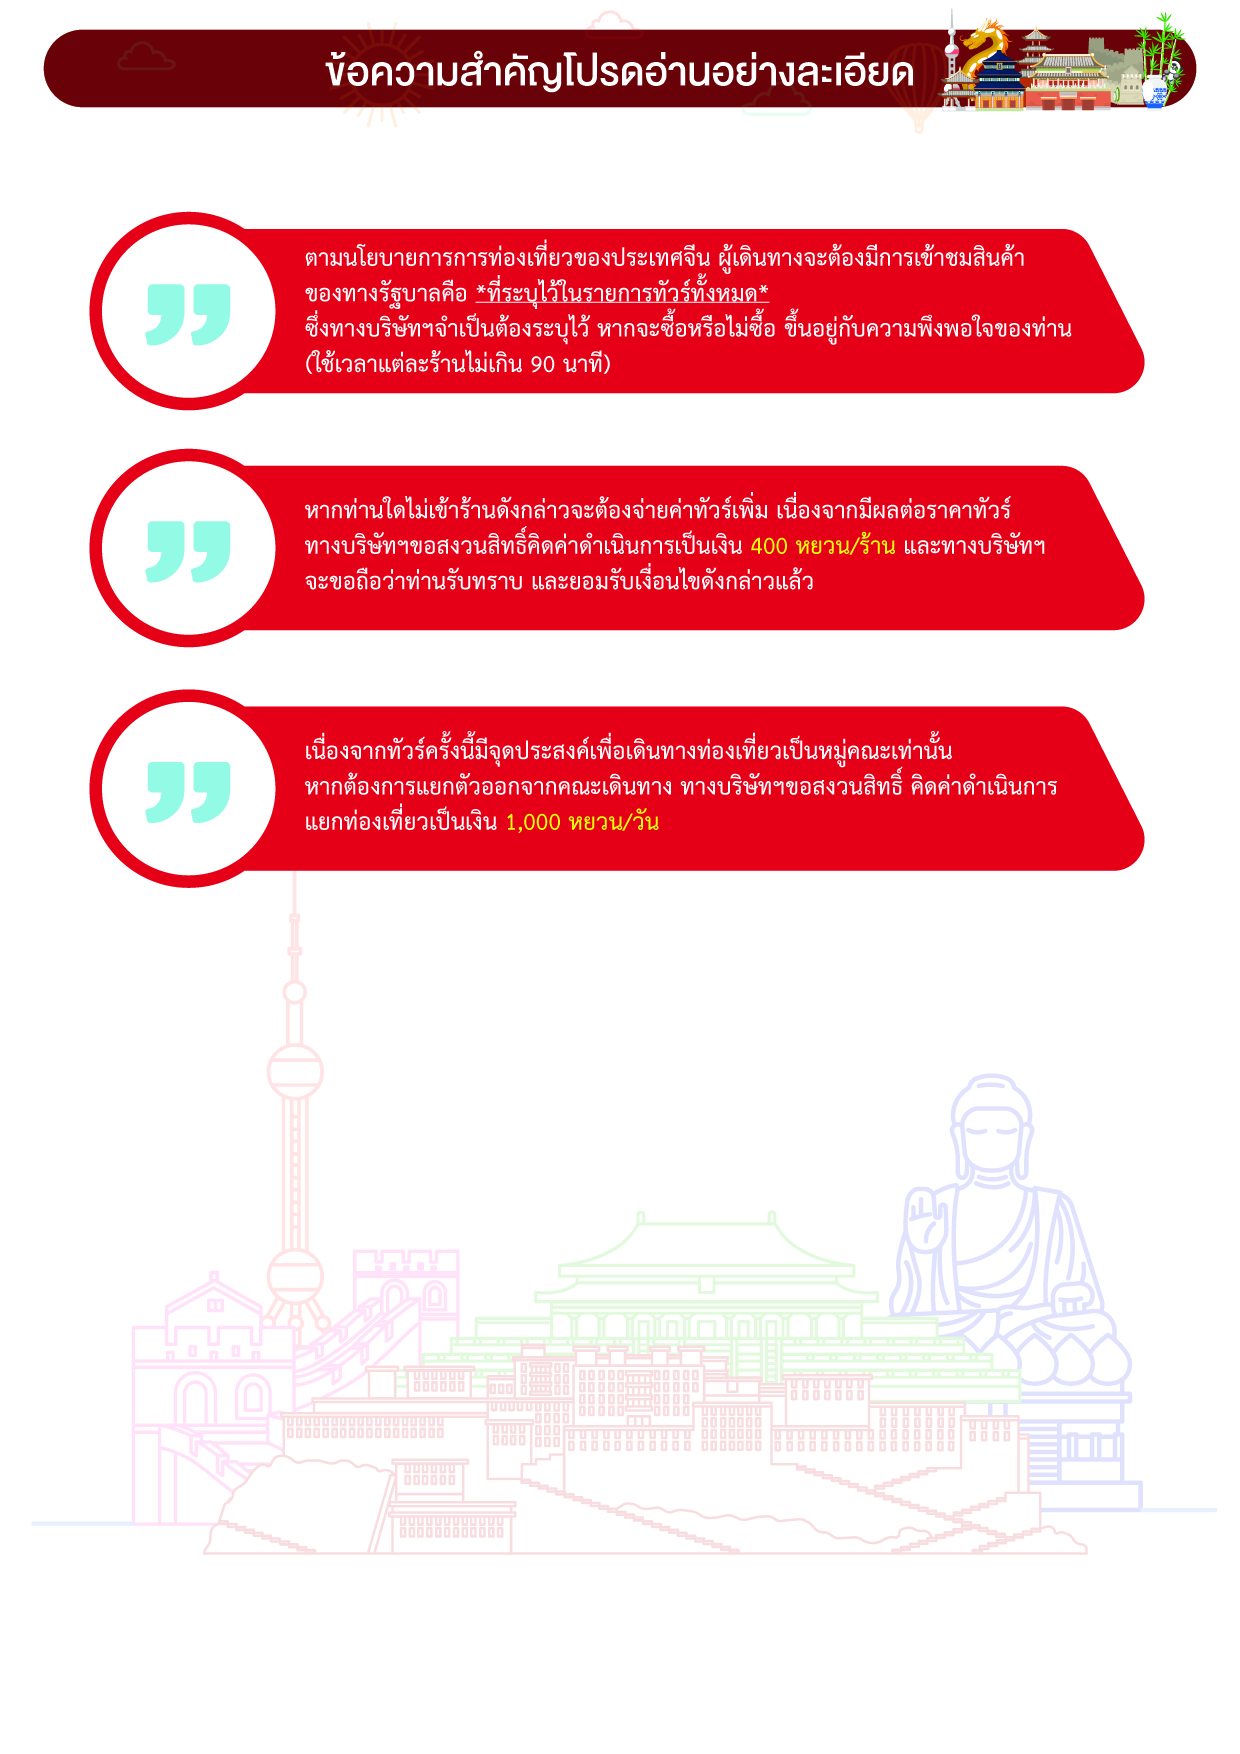 ข้อความสำคัญโปรดอ่านอย่างละเอียด
ตามนโยบายการการท่องเที่ยวของประเทศจีน ผู้เดินทางจะต้องมีการเข้าชมสินค้า
ของทางรัฐบาลคือ *ที่ระบุไว้ในรายการทัวร์ทั้งหมด*
ซึ่งทางบริษัทฯจำเป็นต้องระบุไว้ หากจะซื้อหรือไม่ซื้อ ขึ้นอยู่กับความพึงพอใจของท่าน
(ใช้เวลาแต่ละร้านไม่เกิน 90 นาที)
หากท่านใดไม่เข้าร้านดังกล่าวจะต้องจ่ายค่าทัวร์เพิ่ม เนื่องจากมีผลต่อราคาทัวร์
ทางบริษัทฯขอสงวนสิทธิ์คิดค่าดำเนินการเป็นเงิน 400 หยวน/ร้าน และทางบริษัทฯ
จะขอถือว่าท่านรับทราบ และยอมรับเงื่อนไขดังกล่าวแล้ว
เนื่องจากทัวร์ครั้งนี้มีจุดประสงค์เพื่อเดินทางท่องเที่ยวเป็นหมู่คณะเท่านั้น
หากต้องการแยกตัวออกจากคณะเดินทาง ทางบริษัทฯขอสงวนสิทธิ์ คิดค่าดำเนินการ
แยกท่องเที่ยวเป็นเงิน 1,000 หยวน/วัน